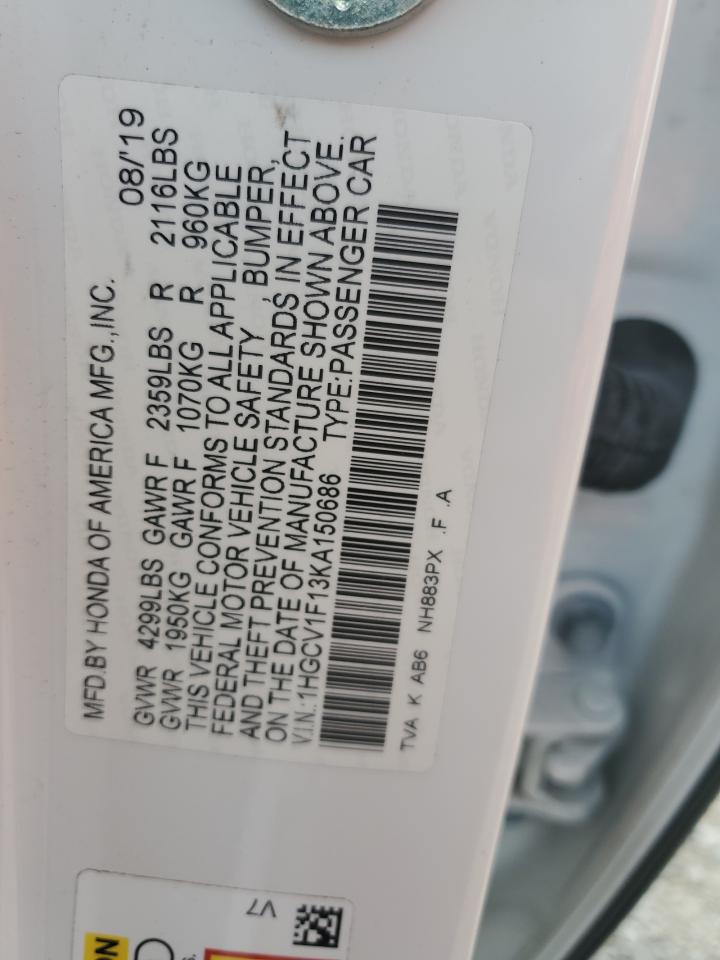 MFD.BY HONDA OF AMERICA MFG.,INC. 08/'19
GVWR 4299LBS GAWR F 2359LBS R 2116LBS
GVWR 1950KG GAWR F 1070KG R 960KG
THIS VEHICLE CONFORMS TO ALL APPLICABLE
FEDERAL MOTOR VEHICLE SAFETY, BUMPER,
AND THEFT PREVENTION STANDARDS IN EFFECT
ON THE DATE OF MANUFACTURE SHOWN ABOVE.
V.I.N.:1HGCV1F13KA150686 TYPE:PASSENGER CAR
TVA K AB6 NH883PX .F .A
V7